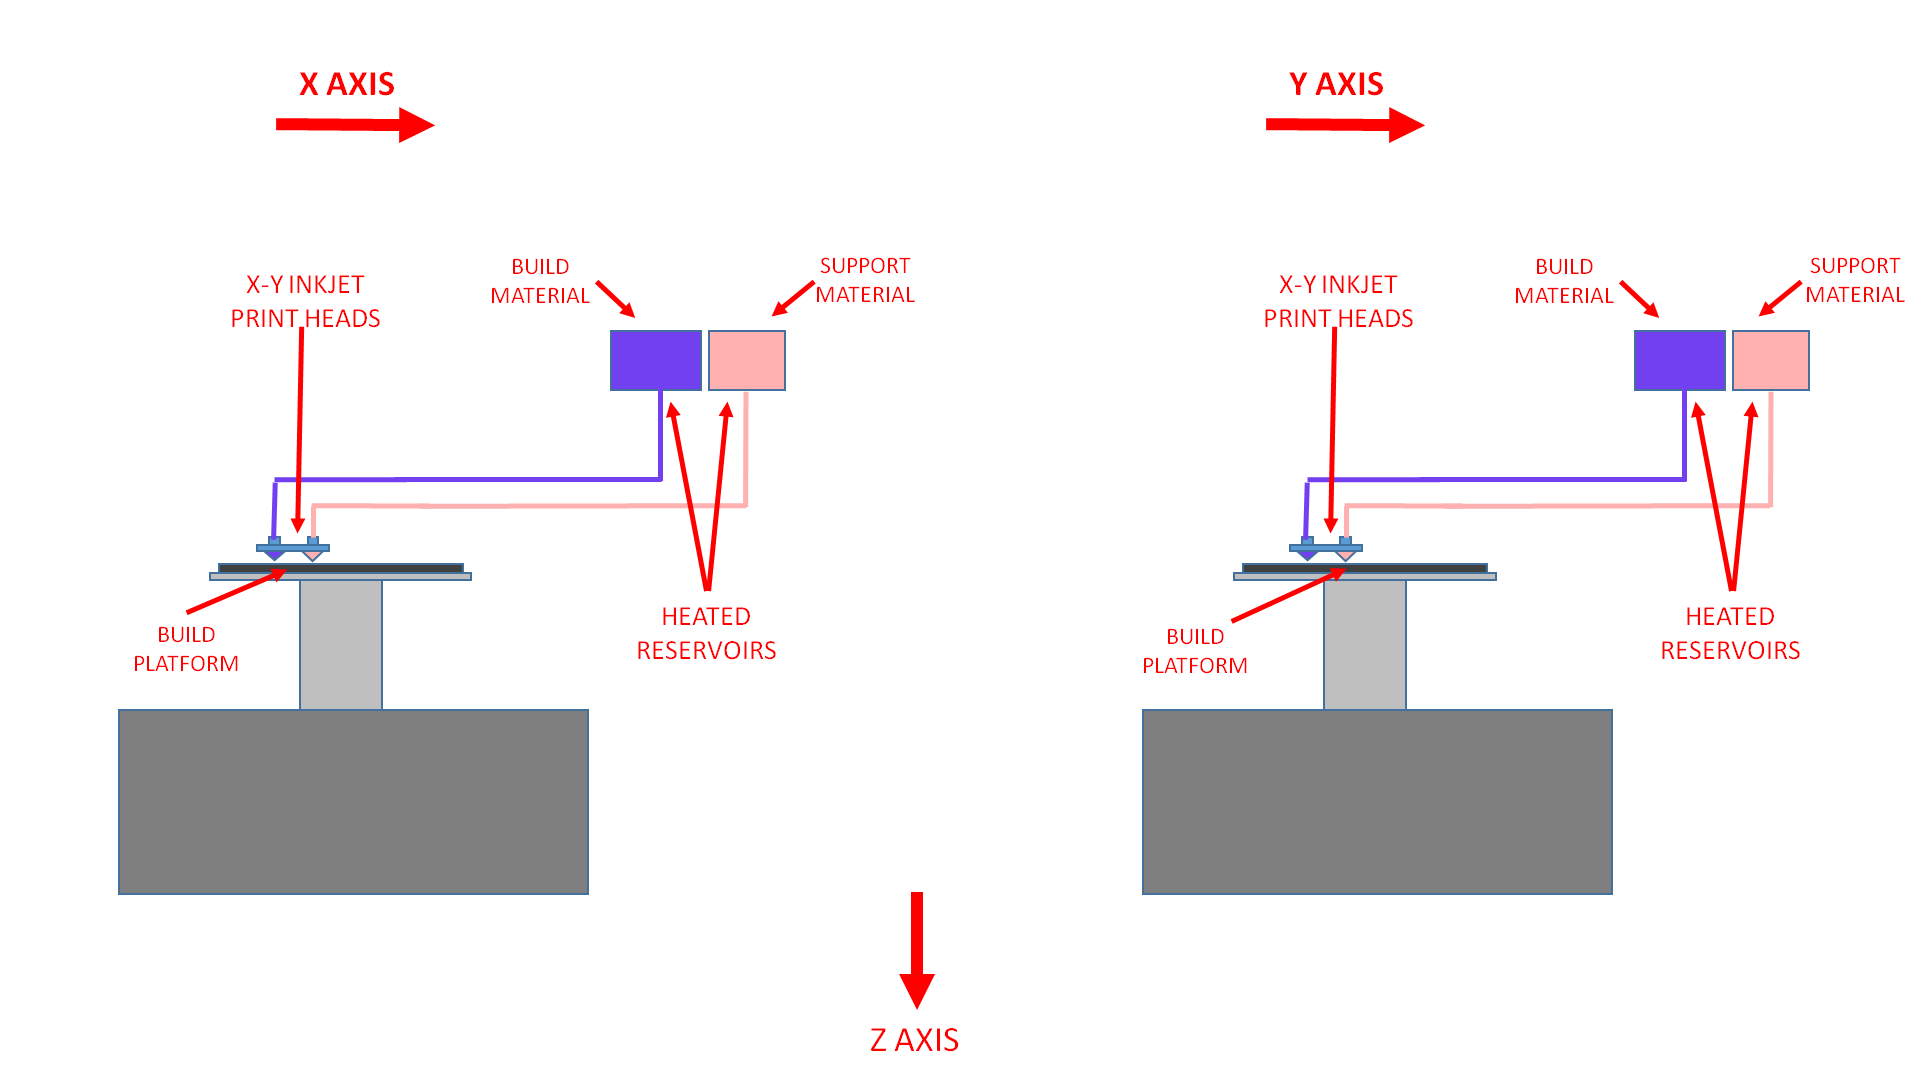 X AXIS
Y AXIS
X-Y INKJET
PRINT HEADS
BUILD
MATERIAL
SUPPORT
MATERIAL
HEATED
RESERVOIRS
BUILD
PLATFORM
X-Y INKJET
PRINT HEADS
BUILD
MATERIAL
SUPPORT
MATERIAL
HEATED
RESERVOIRS
BUILD
PLATFORM
Z AXIS